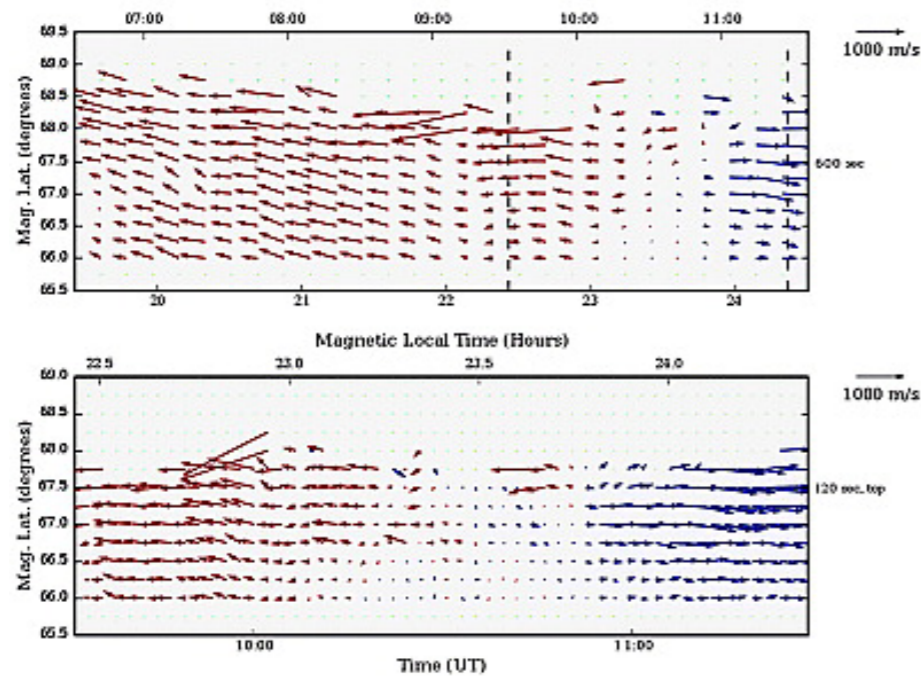 07:00 08:00 09:00 10:00 11:00
69.5
69.0
68.5
68.0
67.5
67.0
66.5
66.0
65.5
Mag. Lat. (degrees)
1000 m/s
600 sec
20 21 22 23 24
Magnetic Local Time (Hours)
22.5 23.0 23.5 24.0
69.0
68.5
68.0
67.5
67.0
66.5
66.0
65.5
Mag. Lat. (degrees)
1000 m/s
120 sec, top
10:00 11:00
Time (UT)